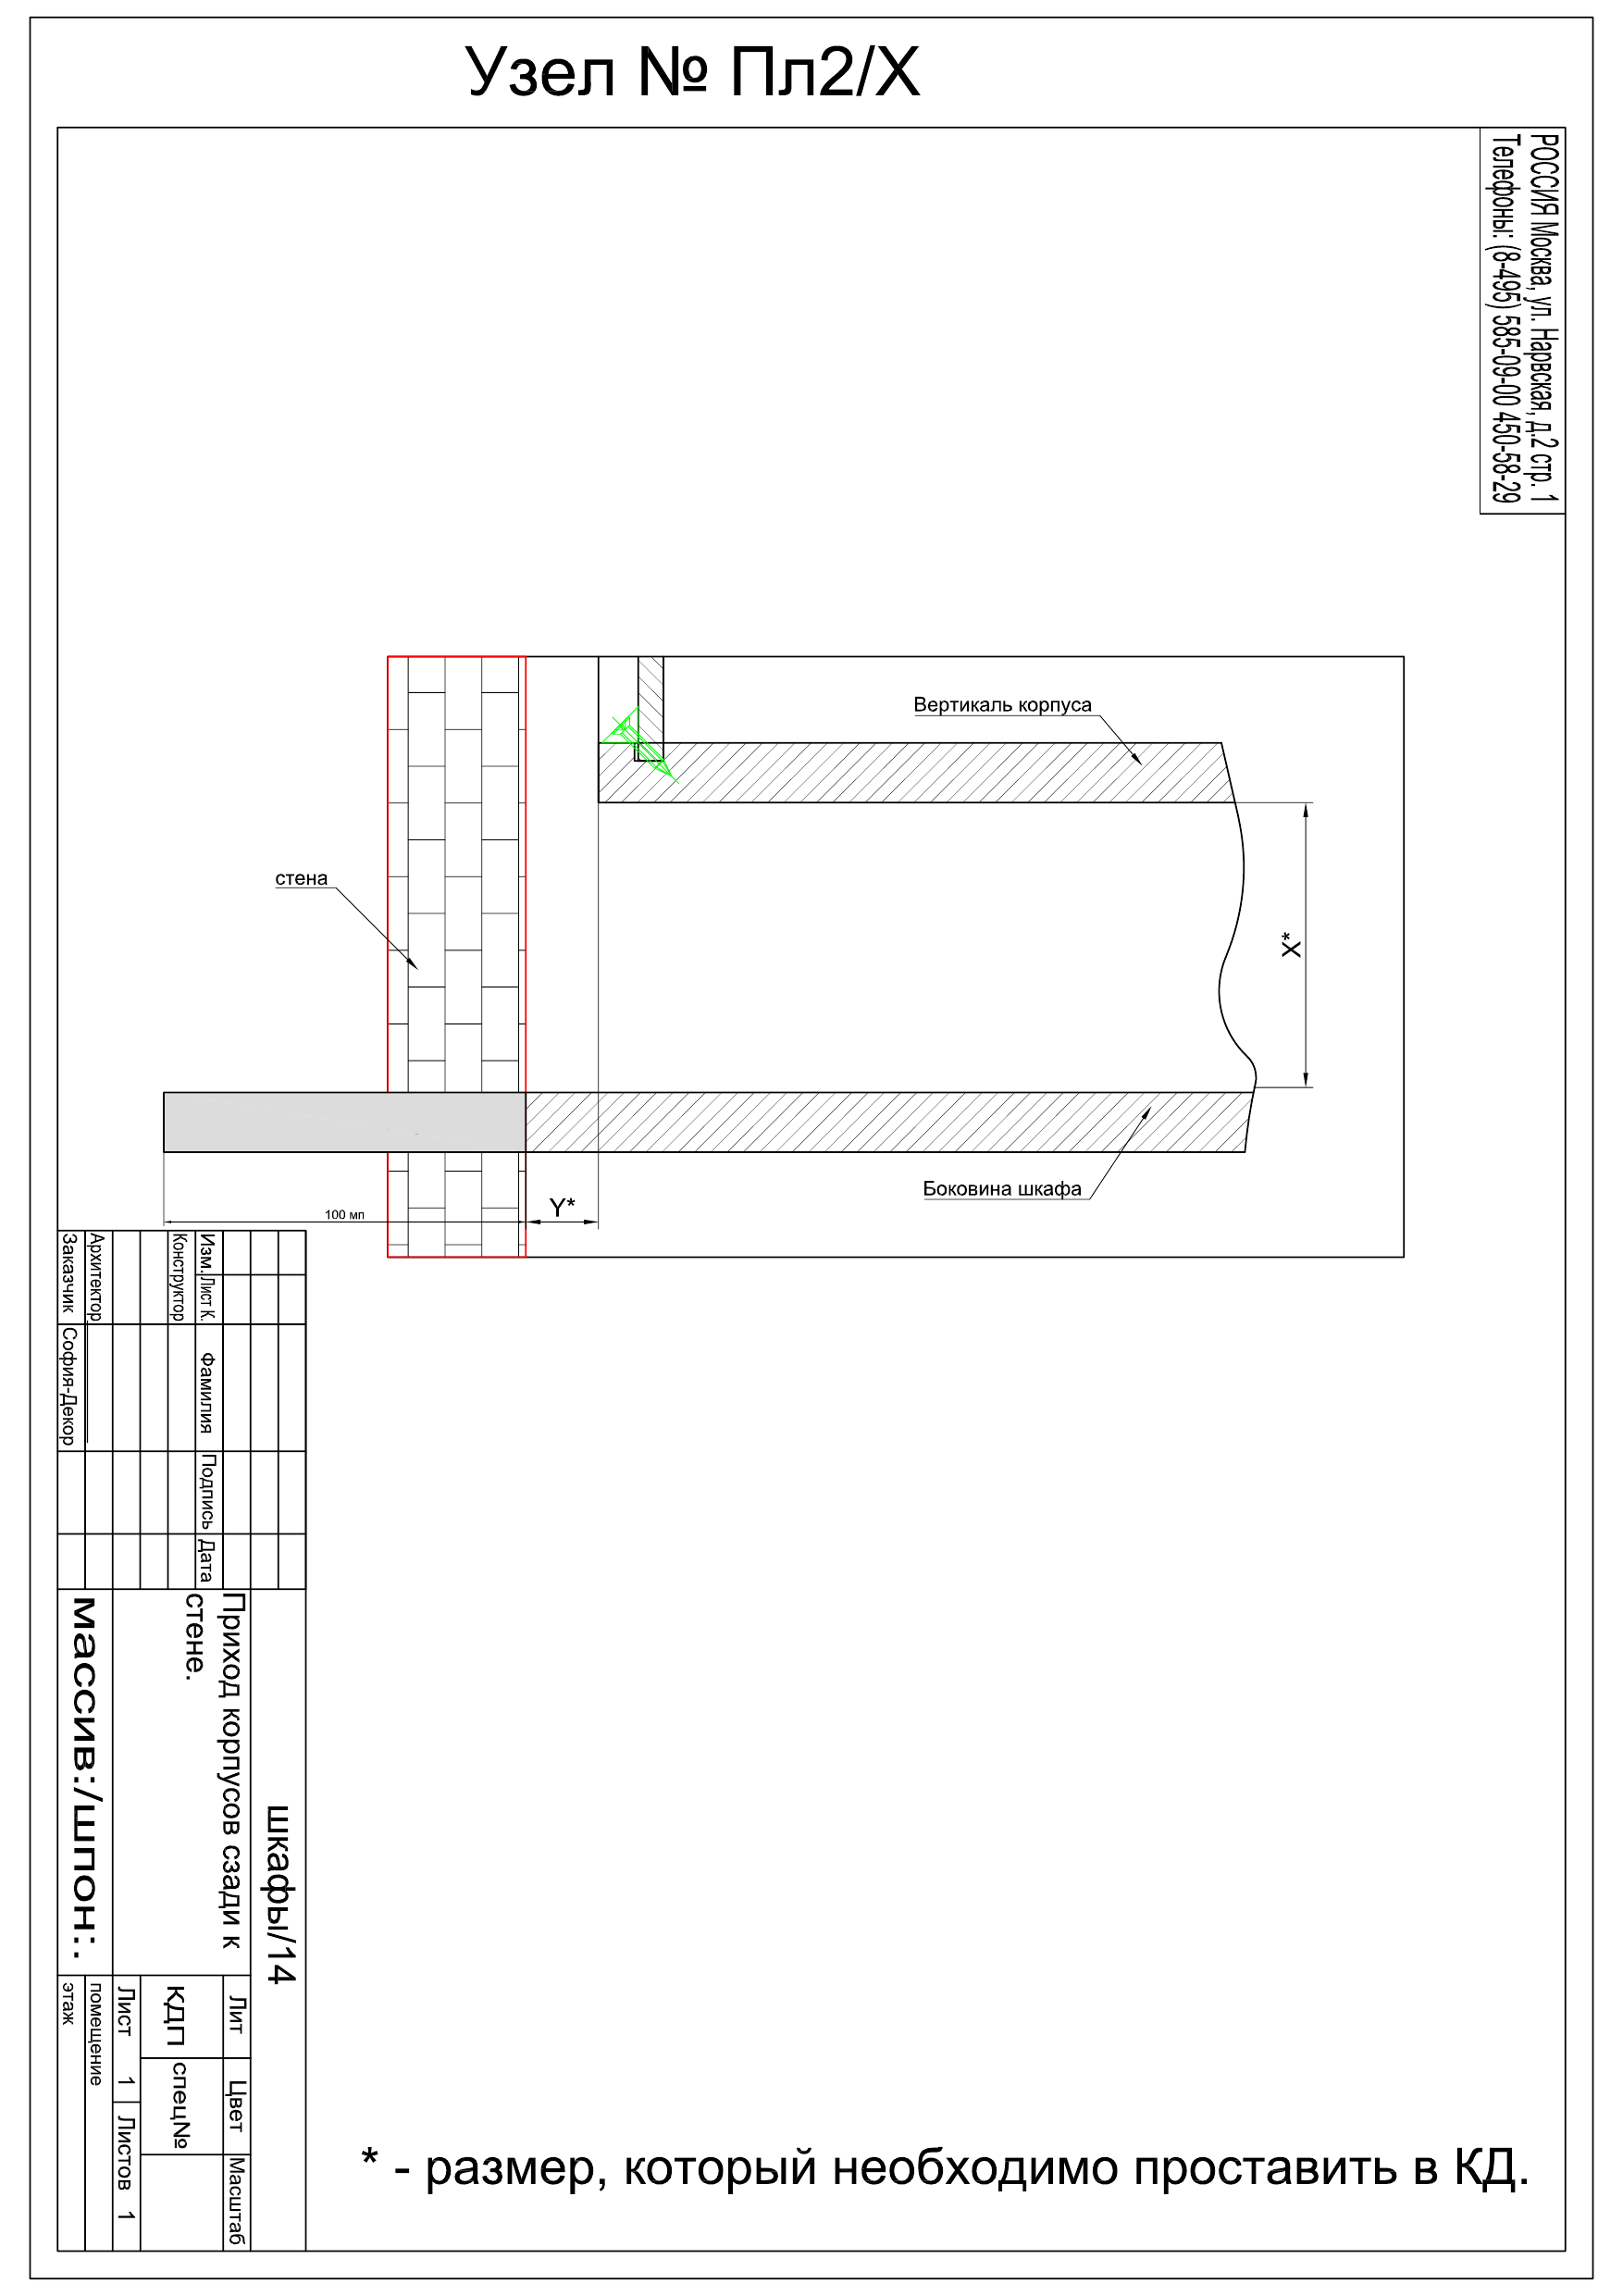 Узел № Пл2/X
РОССИЯ Москва, ул. Нарвская, д.2 стр. 1
Телефоны: (8-495) 585-09-00 450-58-29
Вертикаль корпуса
стена
X*
Боковина шкафа
100 мп
Y*
шкафы/14
Приход корпусов сзади к
стене.
массив:/шпон:.
Изм. Лист К. Фамилия Подпись Дата
Конструктор
Архитектор
Заказчик София-Декор
Лит Цвет Масштаб
КДП спец№
Лист 1 Листов 1
помещение
этаж
* - размер, который необходимо проставить в КД.